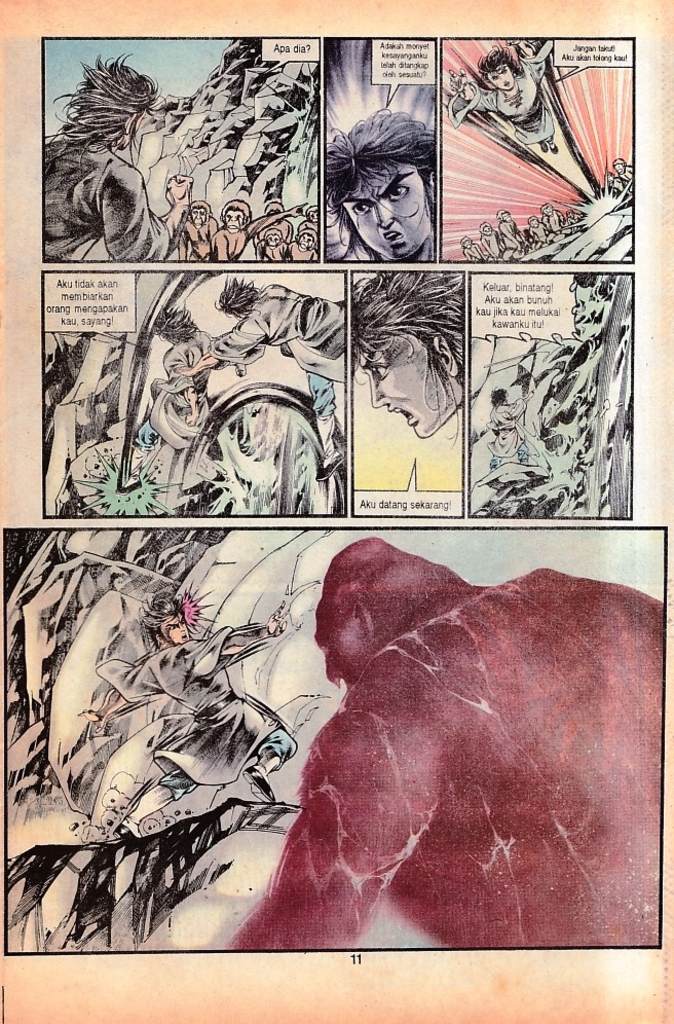 Apa dia?
Adakah monyet
kesayanganku
telah ditangkap
oleh sesuatu?
Jangan takut!
Aku akan tolong kau!
Aku tidak akan
membiarkan
orang mengapakan
kau, sayang!
Aku datang sekarang!
Keluar, binatang!
Aku akan bunuh
kau jika kau melukai
kawanku itu!
11